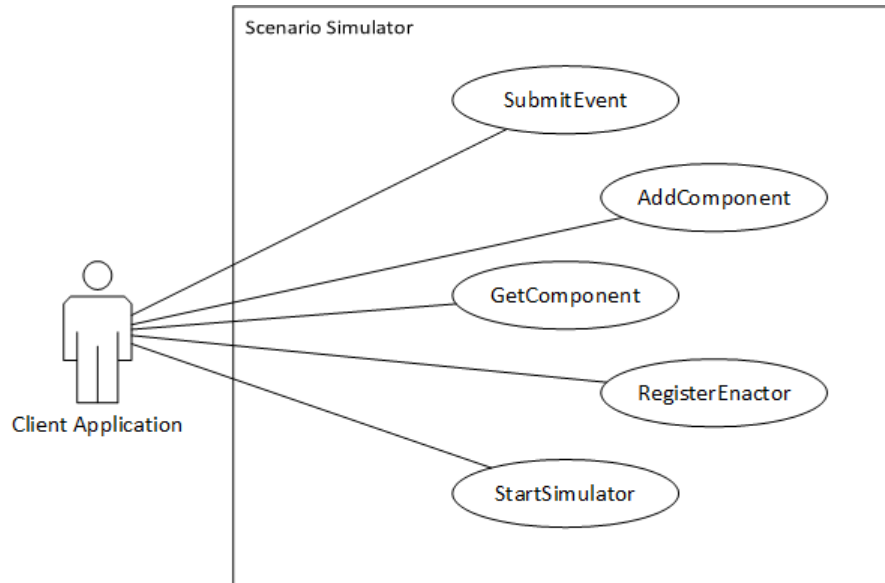 Scenario Simulator
SubmitEvent
AddComponent
GetComponent
RegisterEnactor
Client Application
StartSimulator